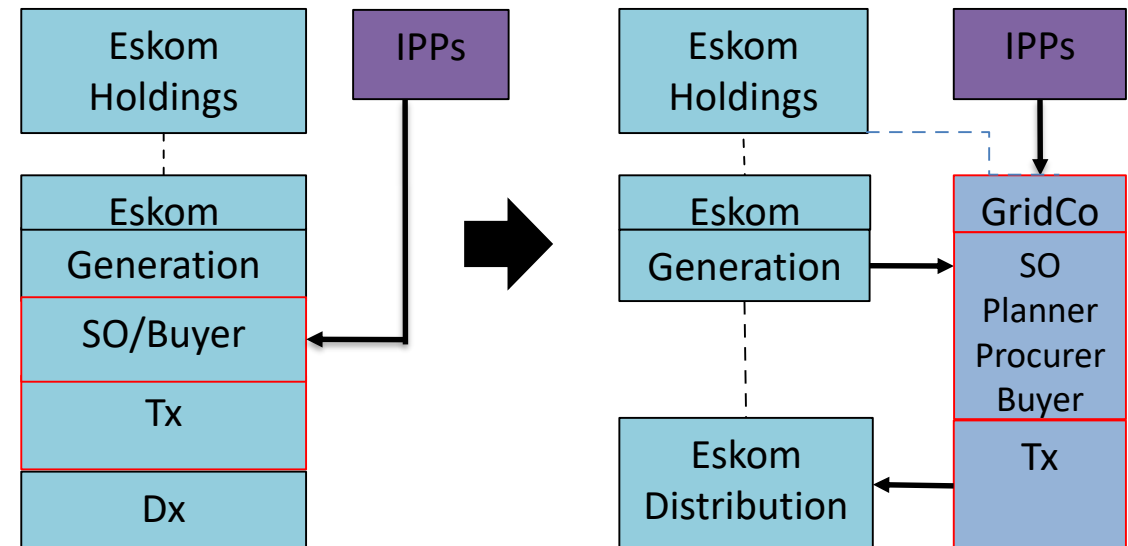 Eskom
Holdings
IPPs
Eskom
Generation
SO/Buyer
Tx
Dx
Eskom
Holdings
IPPs
Eskom
Generation
GridCo
SO
Planner
Procurer
Buyer
Tx
Eskom
Distribution